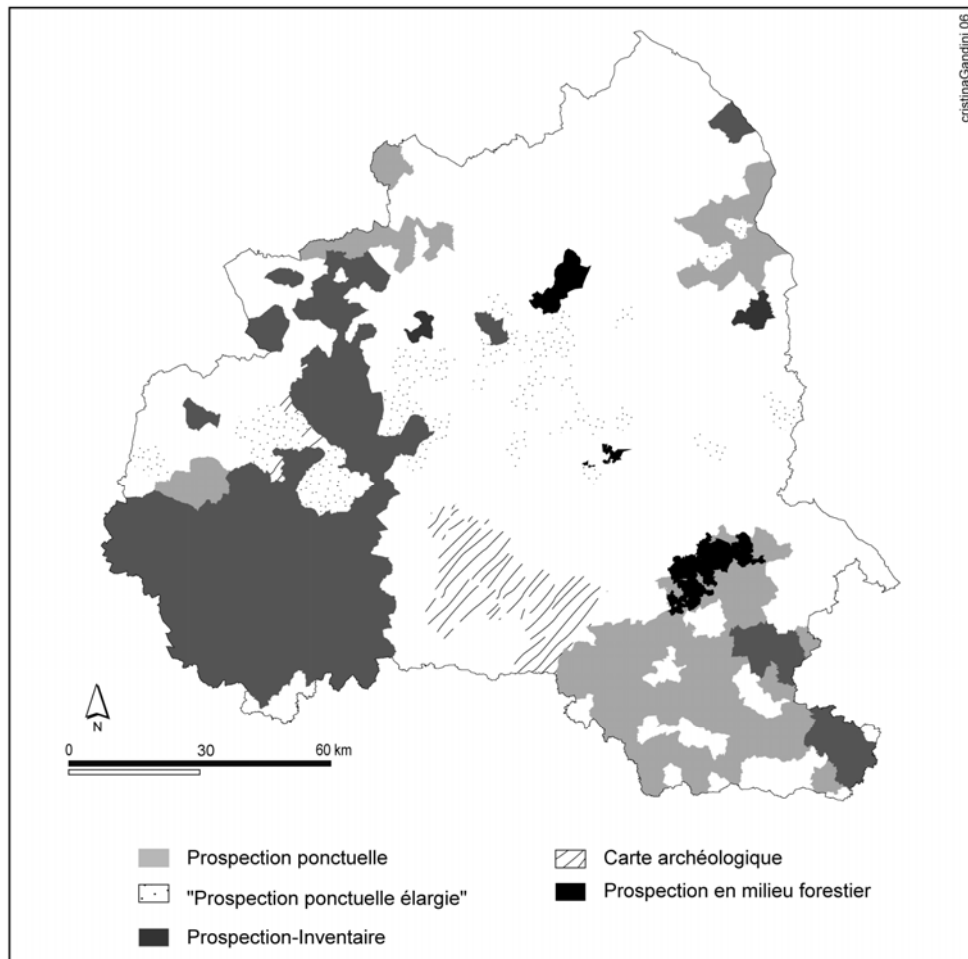 cristinaGandini 06
N
0 30 60 km
Prospection ponctuelle
"Prospection ponctuelle élargie"
Prospection-Inventaire
Carte archéologique
Prospection en milieu forestier